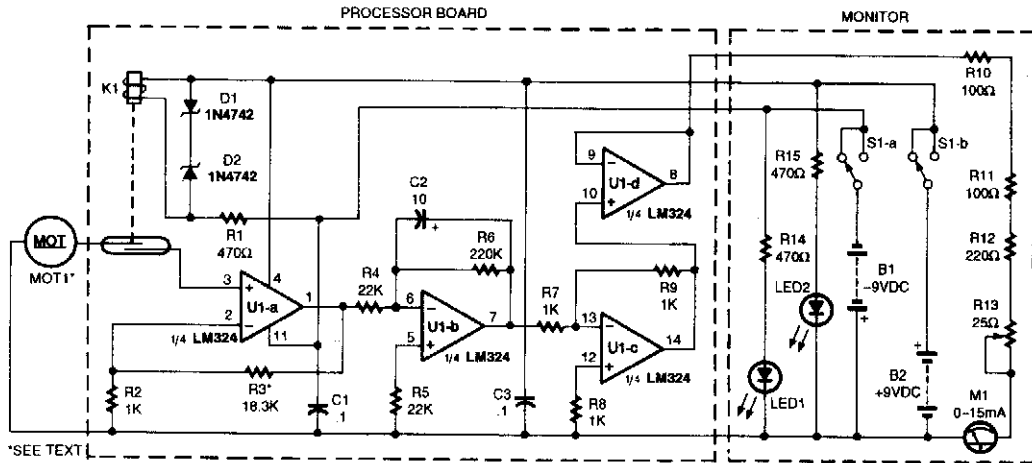 PROCESSOR BOARD
MONITOR
K1
D1
1N4742
D2
1N4742
R1
470Ω
MOT
MOT1*
3
+
4
1
2
−
11
U1-a
1/4 LM324
R2
1K
R3*
18.3K
C1
.1
R4
22K
C2
10
+
R6
220K
6
−
7
5
+
U1-b
1/4 LM324
R5
22K
C3
.1
R7
1K
9
−
8
10
+
U1-d
1/4 LM324
R9
1K
13
−
14
12
+
U1-c
1/4 LM324
R8
1K
R10
100Ω
R15
470Ω
S1-a
S1-b
R11
100Ω
R14
470Ω
R12
220Ω
LED2
B1
−9VDC
+
R13
25Ω
LED1
+
B2
+9VDC
M1
0-15mA
*SEE TEXT